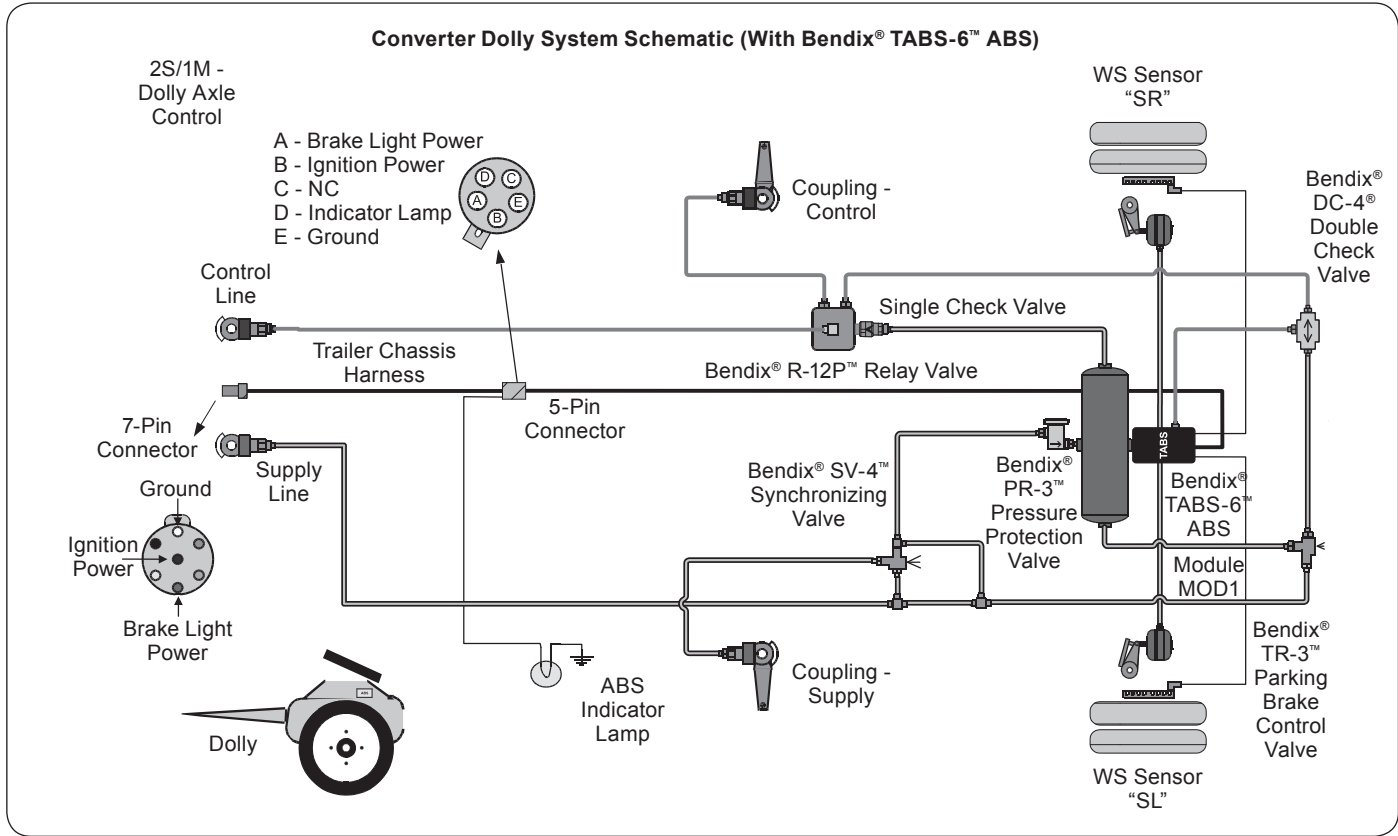 Converter Dolly System Schematic (With Bendix® TABS-6™ ABS)
2S/1M -
Dolly Axle
Control
A - Brake Light Power
B - Ignition Power
C - NC
D - Indicator Lamp
E - Ground
D
C
A
E
B
Coupling -
Control
WS Sensor
“SR”
Bendix®
DC-4®
Double
Check
Valve
Control
Line
Single Check Valve
Trailer Chassis
Harness
Bendix® R-12P™ Relay Valve
5-Pin
Connector
7-Pin
Connector
Supply
Line
Ground
Ignition
Power
Brake Light
Power
Bendix® SV-4™
Synchronizing
Valve
Bendix®
PR-3™
Pressure
Protection
Valve
TABS
Bendix®
TABS-6™
ABS
Module
MOD1
Bendix®
TR-3™
Parking
Brake
Control
Valve
ABS
Dolly
ABS
Indicator
Lamp
Coupling -
Supply
WS Sensor
“SL”